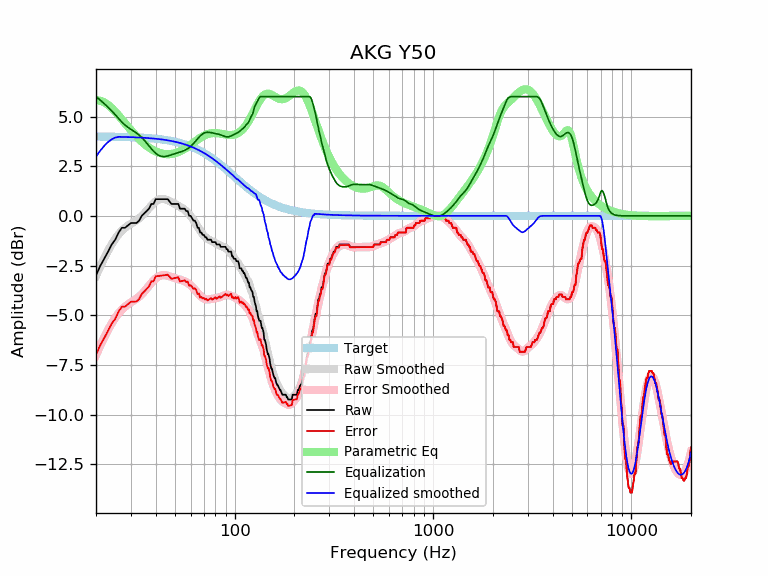 AKG Y50
Amplitude (dBr)
5.0
2.5
0.0
−2.5
−5.0
−7.5
−10.0
−12.5
Target
Raw Smoothed
Error Smoothed
Raw
Error
Parametric Eq
Equalization
Equalized smoothed
100 1000 10000
Frequency (Hz)